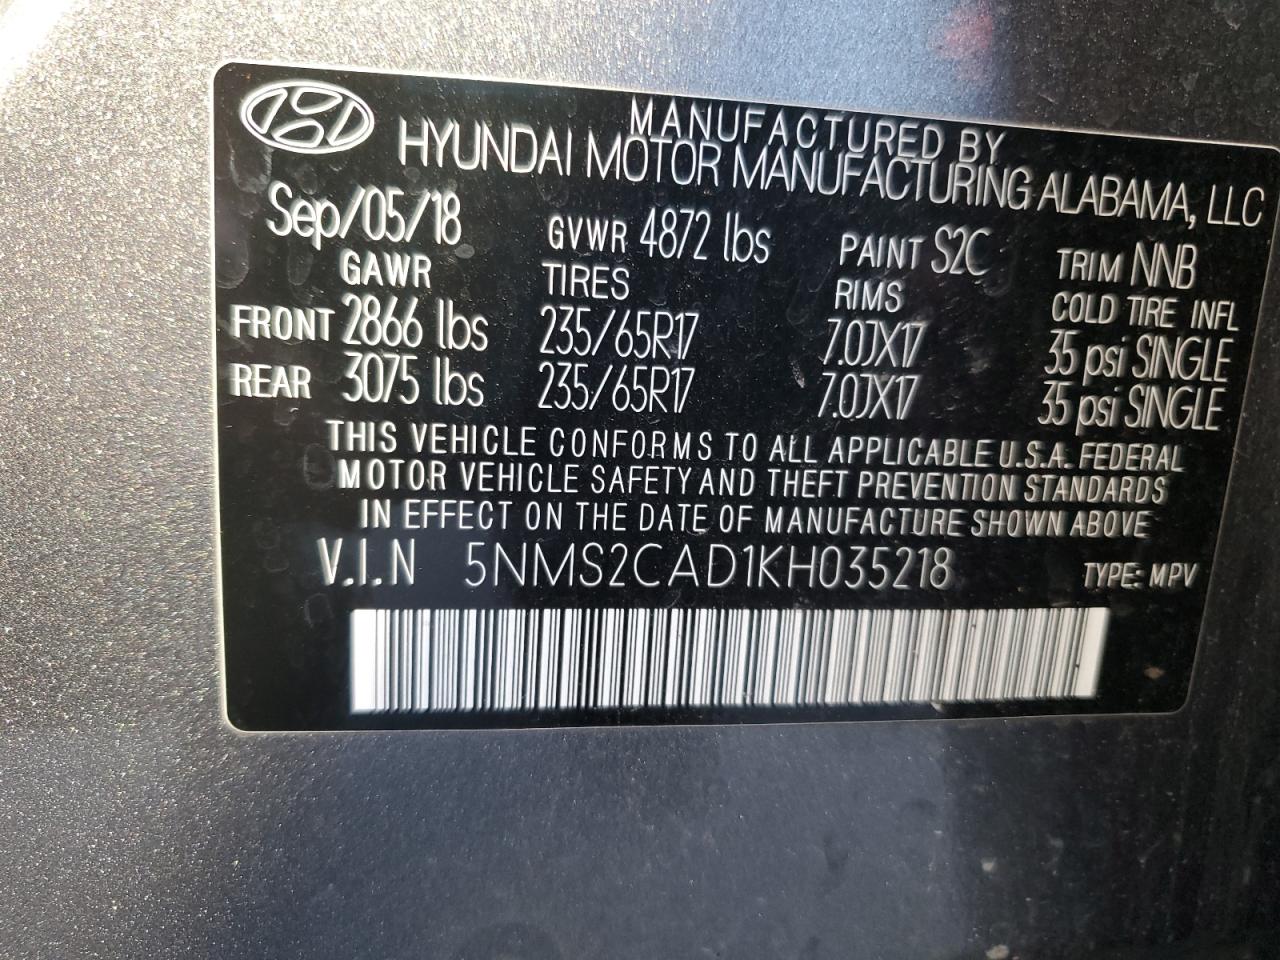 MANUFACTURED BY
HYUNDAI MOTOR MANUFACTURING ALABAMA, LLC
Sep/05/18 GVWR 4872 lbs PAINT S2C TRIM NNB
GAWR TIRES RIMS COLD TIRE INFL
FRONT 2866 lbs 235/65R17 7.0JX17 35 psi SINGLE
REAR 3075 lbs 235/65R17 7.0JX17 35 psi SINGLE
THIS VEHICLE CONFORMS TO ALL APPLICABLE U.S.A. FEDERAL
MOTOR VEHICLE SAFETY AND THEFT PREVENTION STANDARDS
IN EFFECT ON THE DATE OF MANUFACTURE SHOWN ABOVE
V.I.N 5NMS2CAD1KH035218 TYPE: MPV